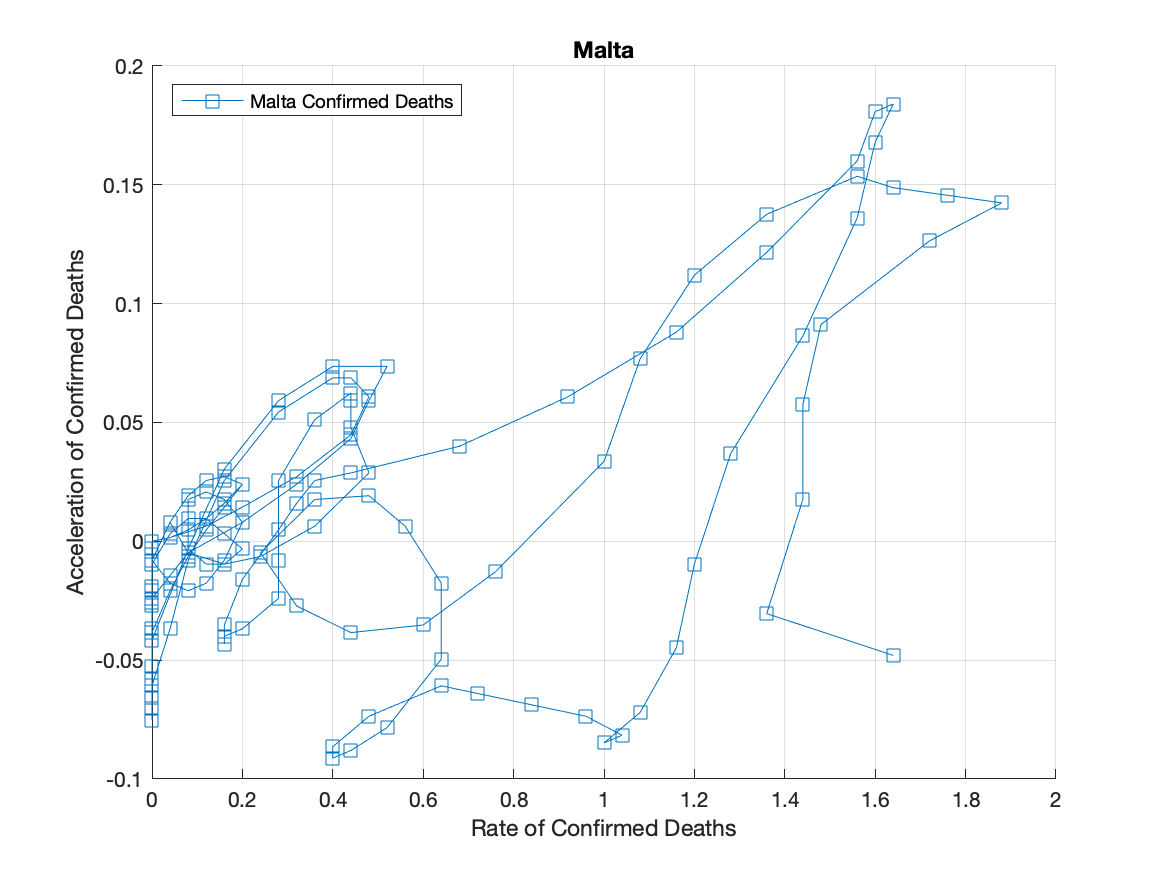 Malta
Malta Confirmed Deaths
0.2
0.15
0.1
0.05
0
-0.05
-0.1
Acceleration of Confirmed Deaths
0 0.2 0.4 0.6 0.8 1 1.2 1.4 1.6 1.8 2
Rate of Confirmed Deaths